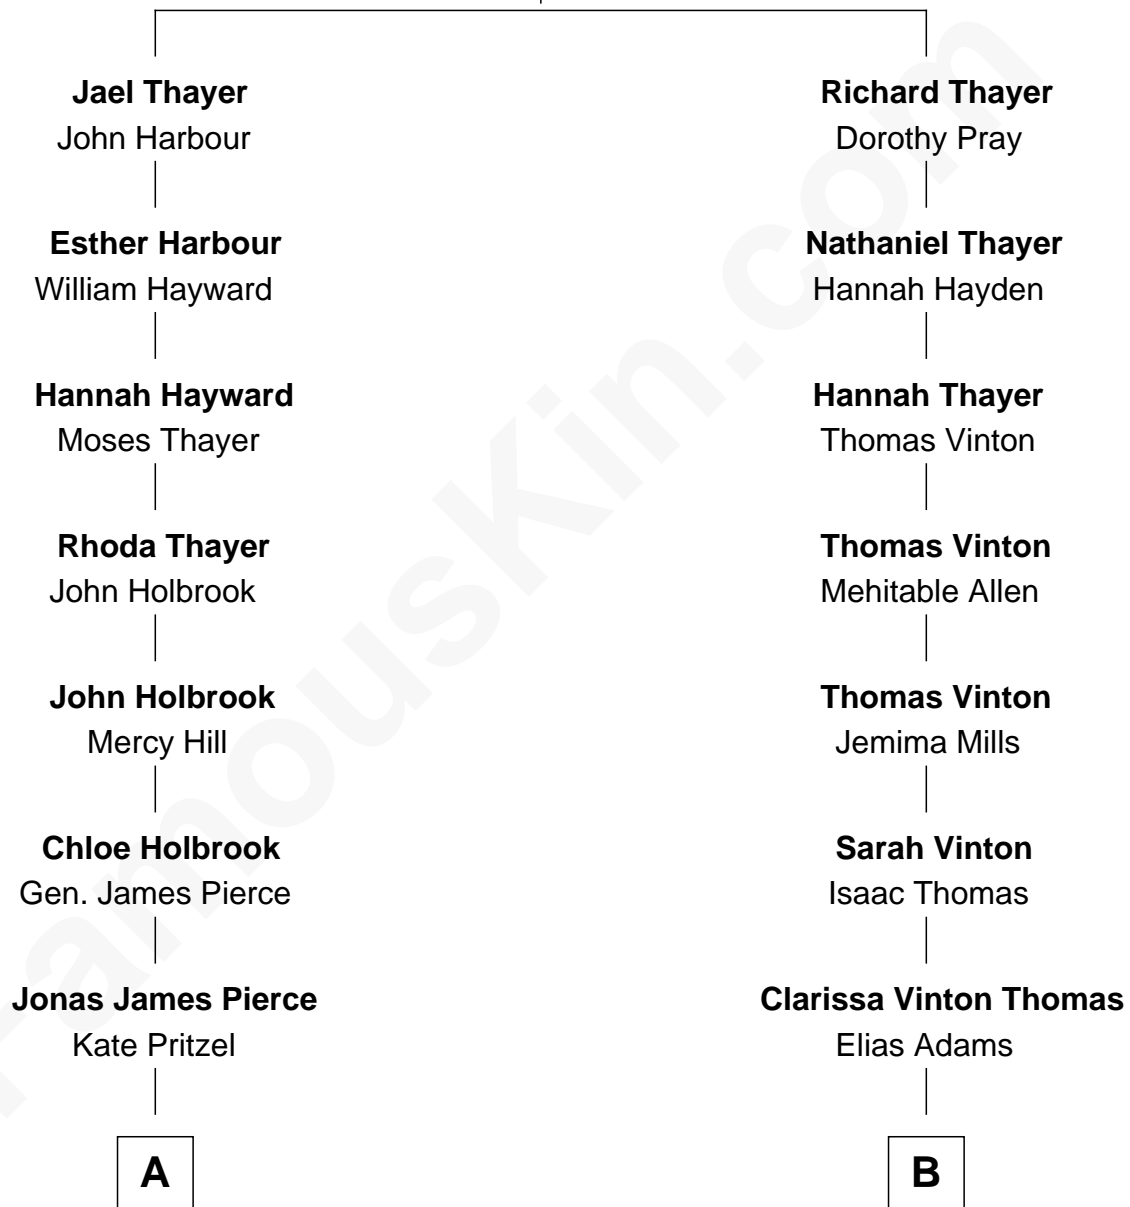 Jael Thayer
John Harbour
Richard Thayer
Dorothy Pray
Esther Harbour
William Hayward
Nathaniel Thayer
Hannah Hayden
Hannah Hayward
Moses Thayer
Hannah Thayer
Thomas Vinton
Rhoda Thayer
John Holbrook
Thomas Vinton
Mehitable Allen
John Holbrook
Mercy Hill
Thomas Vinton
Jemima Mills
Chloe Holbrook
Gen. James Pierce
Sarah Vinton
Isaac Thomas
Jonas James Pierce
Kate Pritzel
Clarissa Vinton Thomas
Elias Adams
A
B
FamousKin.com